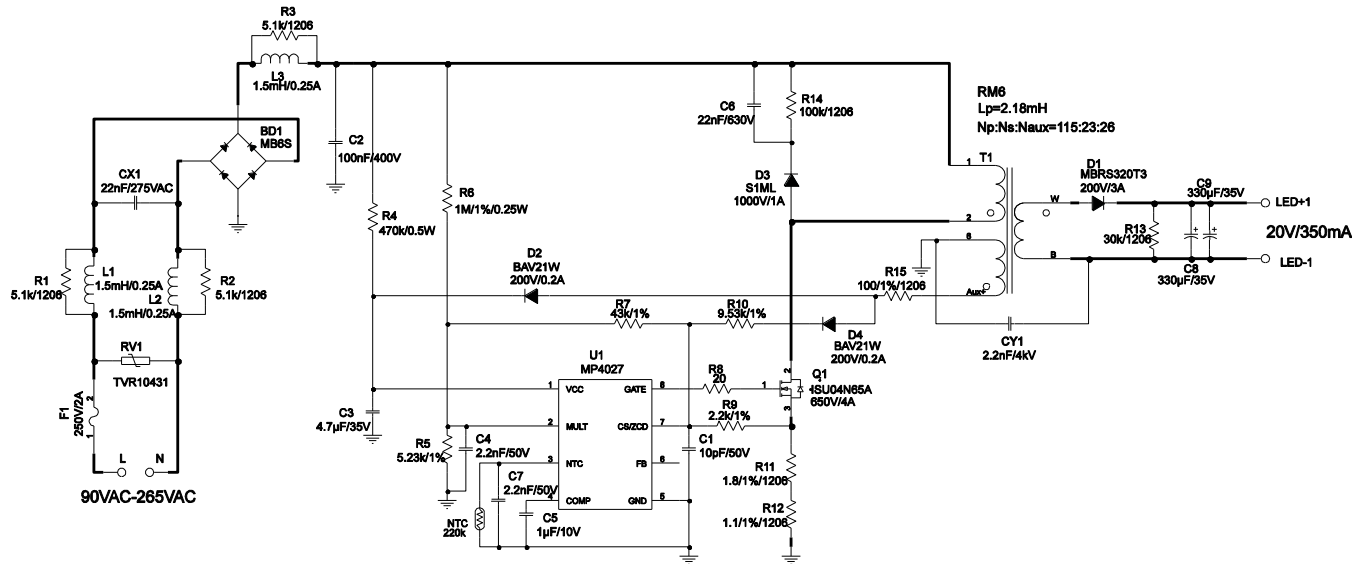 R3
5.1k/1206
L3
1.5mH/0.25A
BD1
MB6S
CX1
22nF/275VAC
C2
100nF/400V
R4
470k/0.5W
R6
1M/1%/0.25W
C6
22nF/630V
R14
100k/1206
D3
S1ML
1000V/1A
RM6
Lp=2.18mH
Np:Ns:Naux=115:23:26
T1
1
2
6
Aux+
W
B
D1
MBRS320T3
200V/3A
R13
30k/1206
C9
330µF/35V
C8
330µF/35V
LED+1
20V/350mA
LED-1
R1
5.1k/1206
L1
1.5mH/0.25A
L2
1.5mH/0.25A
R2
5.1k/1206
D2
BAV21W
200V/0.2A
R15
100/1%/1206
R7
43k/1%
R10
9.53k/1%
D4
BAV21W
200V/0.2A
CY1
2.2nF/4kV
RV1
TVR10431
F1
250V/2A
2
1
L N
90VAC-265VAC
U1
MP4027
1 VCC
2 MULT
3 NTC
4 COMP
GATE 8
CS/ZCD 7
FB 6
GND 5
R8
20
R9
2.2k/1%
Q1
ISU04N65A
650V/4A
1
2
3
C3
4.7µF/35V
R5
5.23k/1%
C4
2.2nF/50V
C7
2.2nF/50V
NTC
220k
C5
1µF/10V
C1
10pF/50V
R11
1.8/1%/1206
R12
1.1/1%/1206